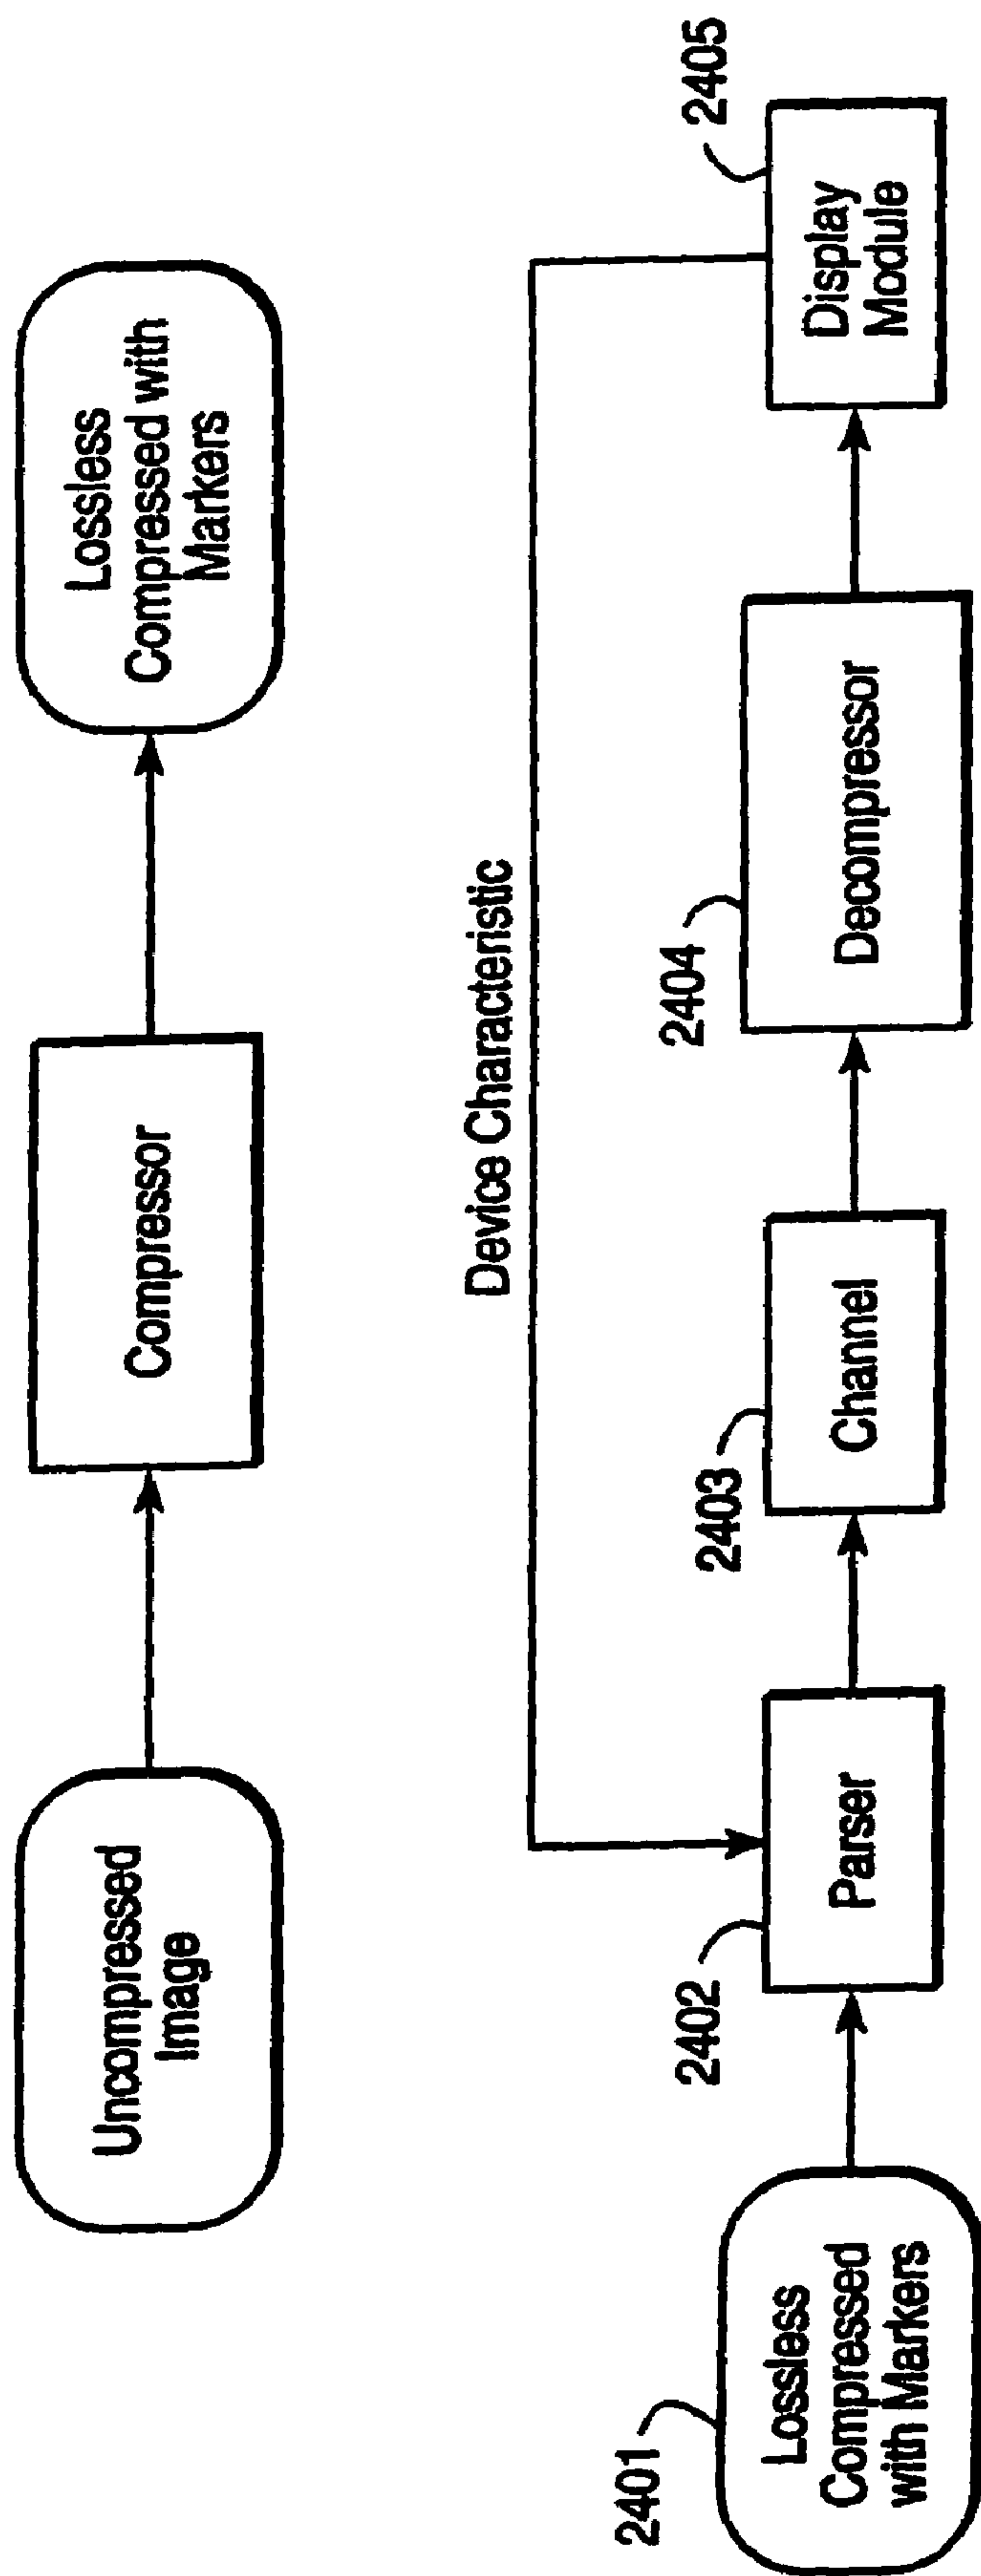 Uncompressed
Image
Compressor
Lossless
Compressed with
Markers
Device Characteristic
2401
Lossless
Compressed
with Markers
2402
Parser
2403
Channel
2404
Decompressor
2405
Display
Module